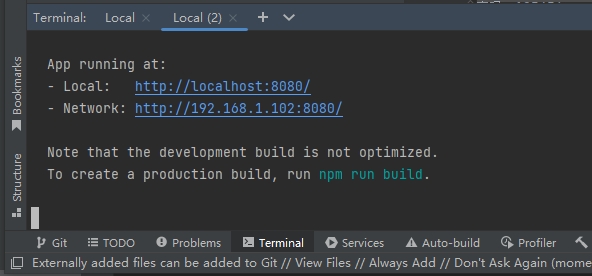 Terminal: Local × Local (2) ×
App running at:
- Local: http://localhost:8080/
- Network: http://192.168.1.102:8080/
Note that the development build is not optimized.
To create a production build, run npm run build.
Bookmarks
Structure
Git TODO Problems Terminal Services Auto-build Profiler
Externally added files can be added to Git // View Files // Always Add // Don't Ask Again (mome